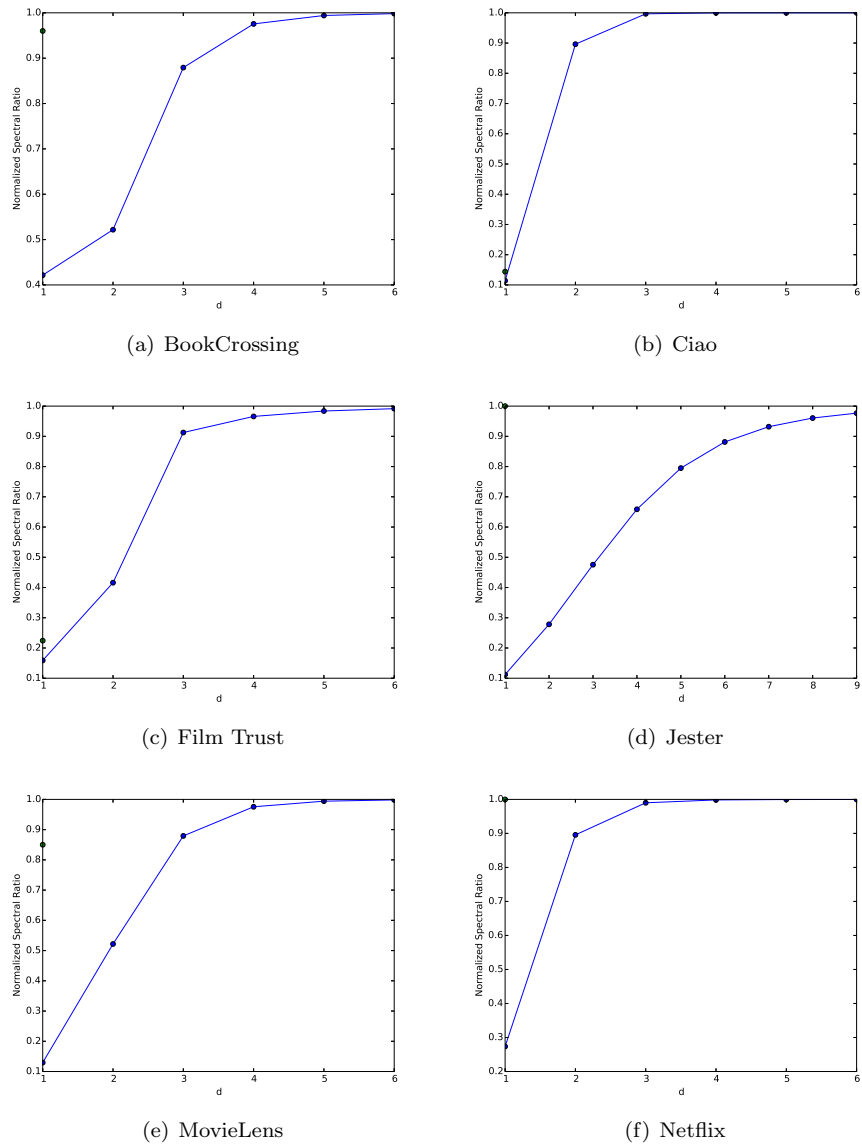 1.0
0.9
0.8
0.7
0.6
0.5
0.4
1 2 3 4 5 6
d
Normalized Spectral Ratio
(a) BookCrossing
1.0
0.9
0.8
0.7
0.6
0.5
0.4
0.3
0.2
0.1
1 2 3 4 5 6
d
Normalized Spectral Ratio
(b) Ciao
1.0
0.9
0.8
0.7
0.6
0.5
0.4
0.3
0.2
0.1
1 2 3 4 5 6
d
Normalized Spectral Ratio
(c) Film Trust
1.0
0.9
0.8
0.7
0.6
0.5
0.4
0.3
0.2
0.1
1 2 3 4 5 6 7 8 9
d
Normalized Spectral Ratio
(d) Jester
1.0
0.9
0.8
0.7
0.6
0.5
0.4
0.3
0.2
0.1
1 2 3 4 5 6
d
Normalized Spectral Ratio
(e) MovieLens
1.0
0.9
0.8
0.7
0.6
0.5
0.4
0.3
0.2
1 2 3 4 5 6
d
Normalized Spectral Ratio
(f) Netflix